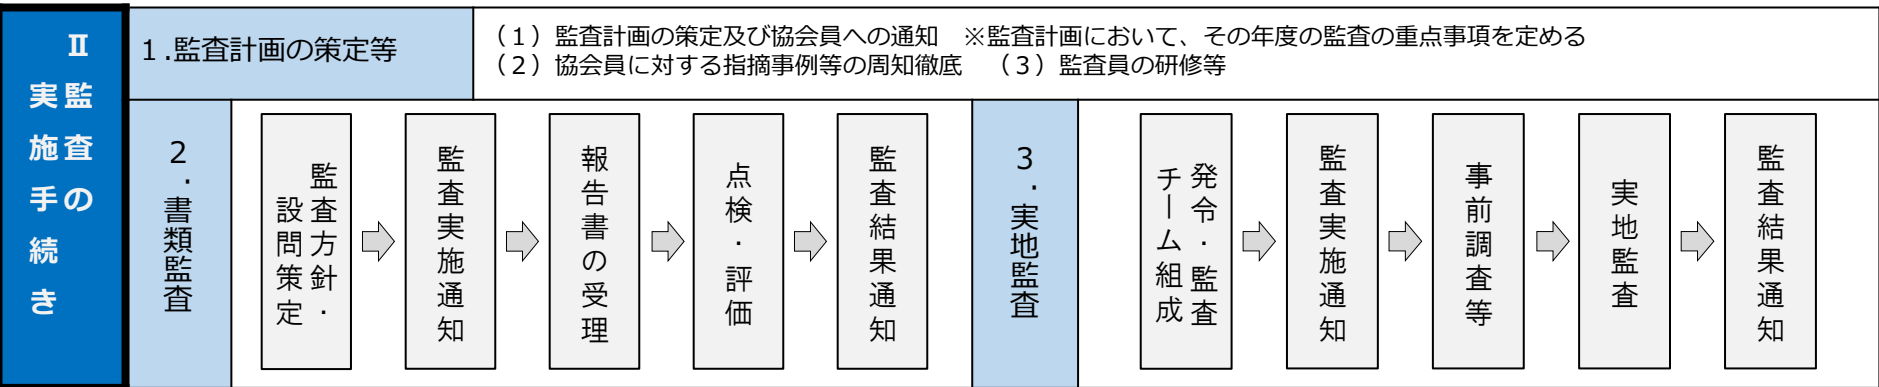 Ⅱ
監査の
実施手続き
１.監査計画の策定等
（１）監査計画の策定及び協会員への通知　※監査計画において、その年度の監査の重点事項を定める
（２）協会員に対する指摘事例等の周知徹底　（３）監査員の研修等
２．書類監査
監査方針・
設問策定
監査実施通知
報告書の受理
点検・評価
監査結果通知
３．実地監査
発令・監査
チーム組成
監査実施通知
事前調査等
実地監査
監査結果通知